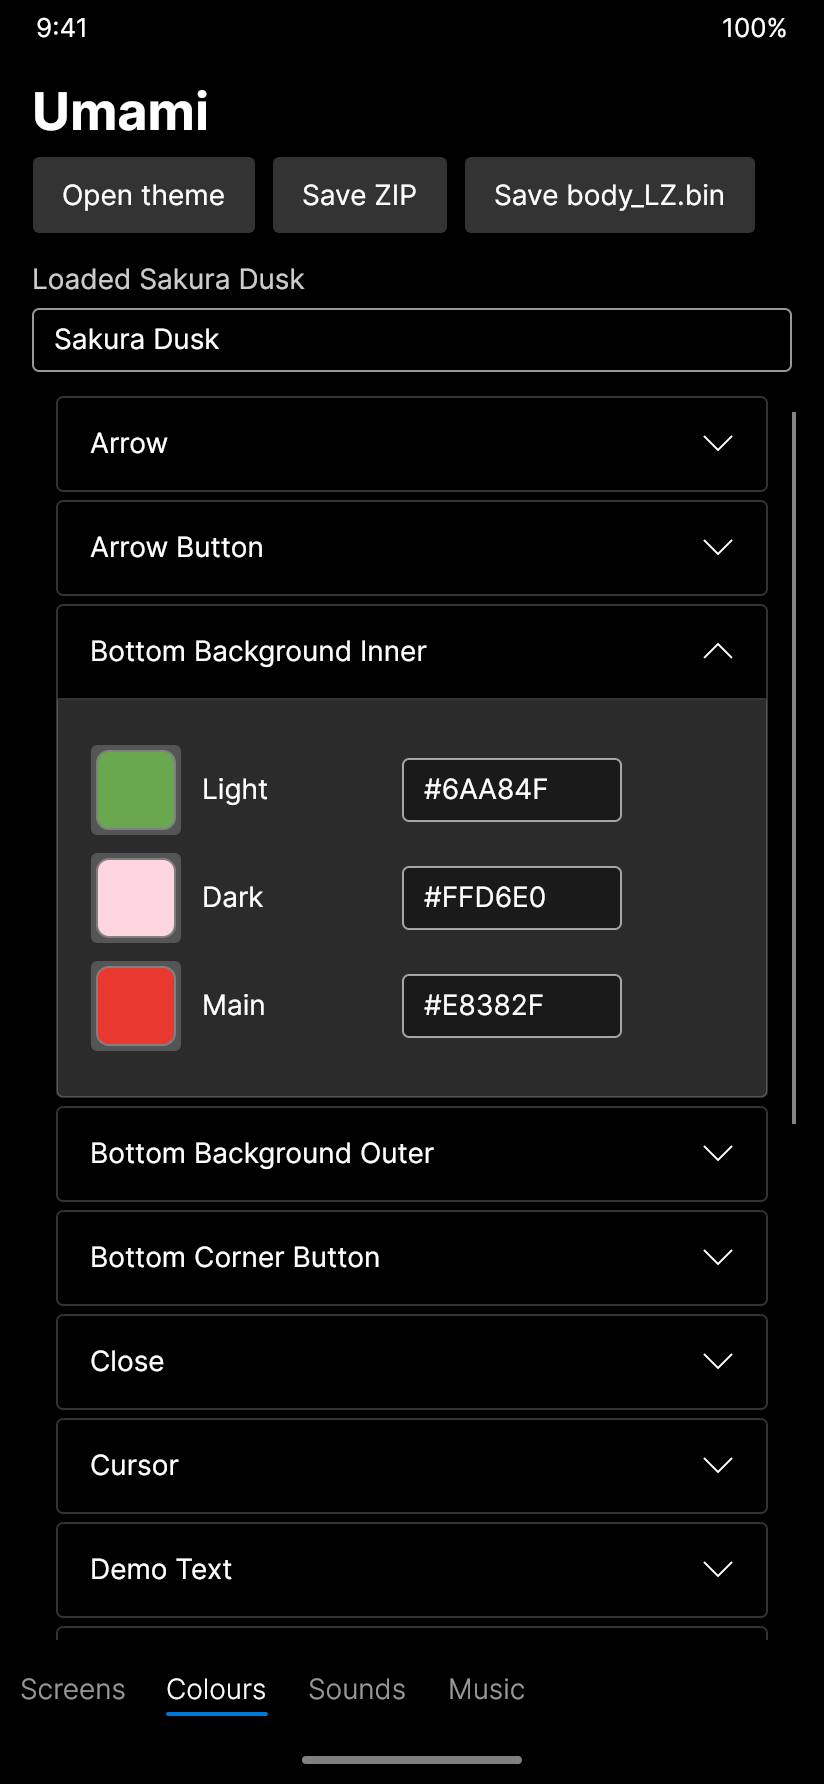 9:41 100%
Umami
Open theme Save ZIP Save body_LZ.bin
Loaded Sakura Dusk
Sakura Dusk
Arrow
Arrow Button
Bottom Background Inner
Light #6AA84F
Dark #FFD6E0
Main #E8382F
Bottom Background Outer
Bottom Corner Button
Close
Cursor
Demo Text
Screens Colours Sounds Music